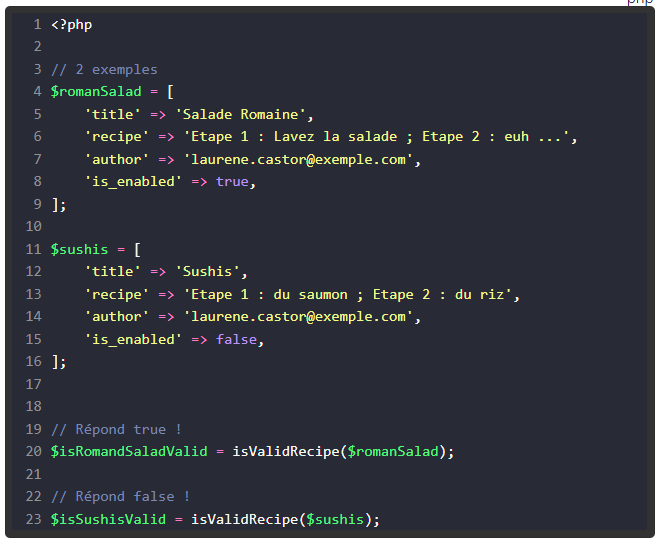 php
1 <?php
2
3 // 2 exemples
4 $romanSalad = [
5     'title' => 'Salade Romaine',
6     'recipe' => 'Etape 1 : Lavez la salade ; Etape 2 : euh ...',
7     'author' => 'laurene.castor@exemple.com',
8     'is_enabled' => true,
9 ];
10
11 $sushis = [
12     'title' => 'Sushis',
13     'recipe' => 'Etape 1 : du saumon ; Etape 2 : du riz',
14     'author' => 'laurene.castor@exemple.com',
15     'is_enabled' => false,
16 ];
17
18
19 // Répond true !
20 $isRomandSaladValid = isValidRecipe($romanSalad);
21
22 // Répond false !
23 $isSushisValid = isValidRecipe($sushis);